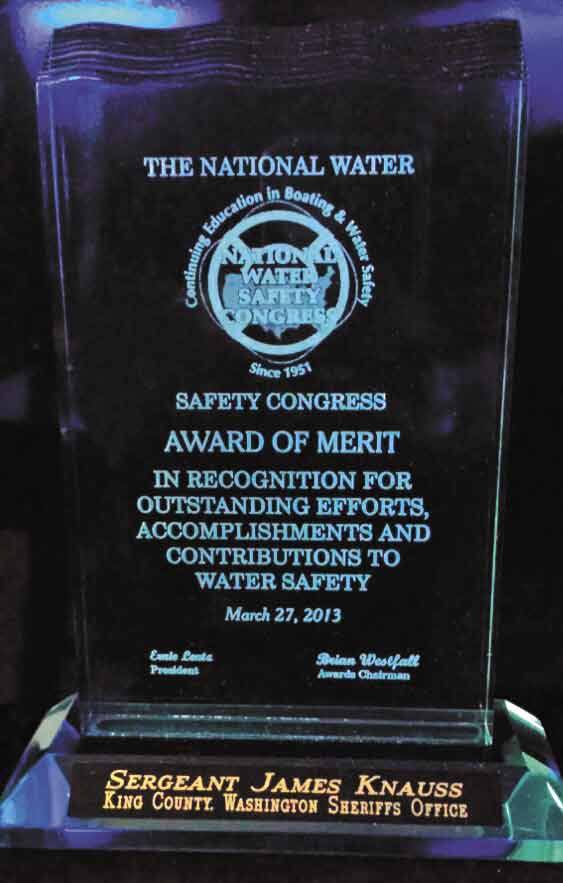 THE NATIONAL WATER
Continuing Education in Boating & Water Safety
NATIONAL
WATER
SAFETY
CONGRESS
Since 1951
SAFETY CONGRESS
AWARD OF MERIT
IN RECOGNITION FOR
OUTSTANDING EFFORTS,
ACCOMPLISHMENTS AND
CONTRIBUTIONS TO
WATER SAFETY
March 27, 2013
Ernie Lentz
President
Brian Westfall
Awards Chairman
SERGEANT JAMES KNAUSS
KING COUNTY, WASHINGTON SHERIFFS OFFICE